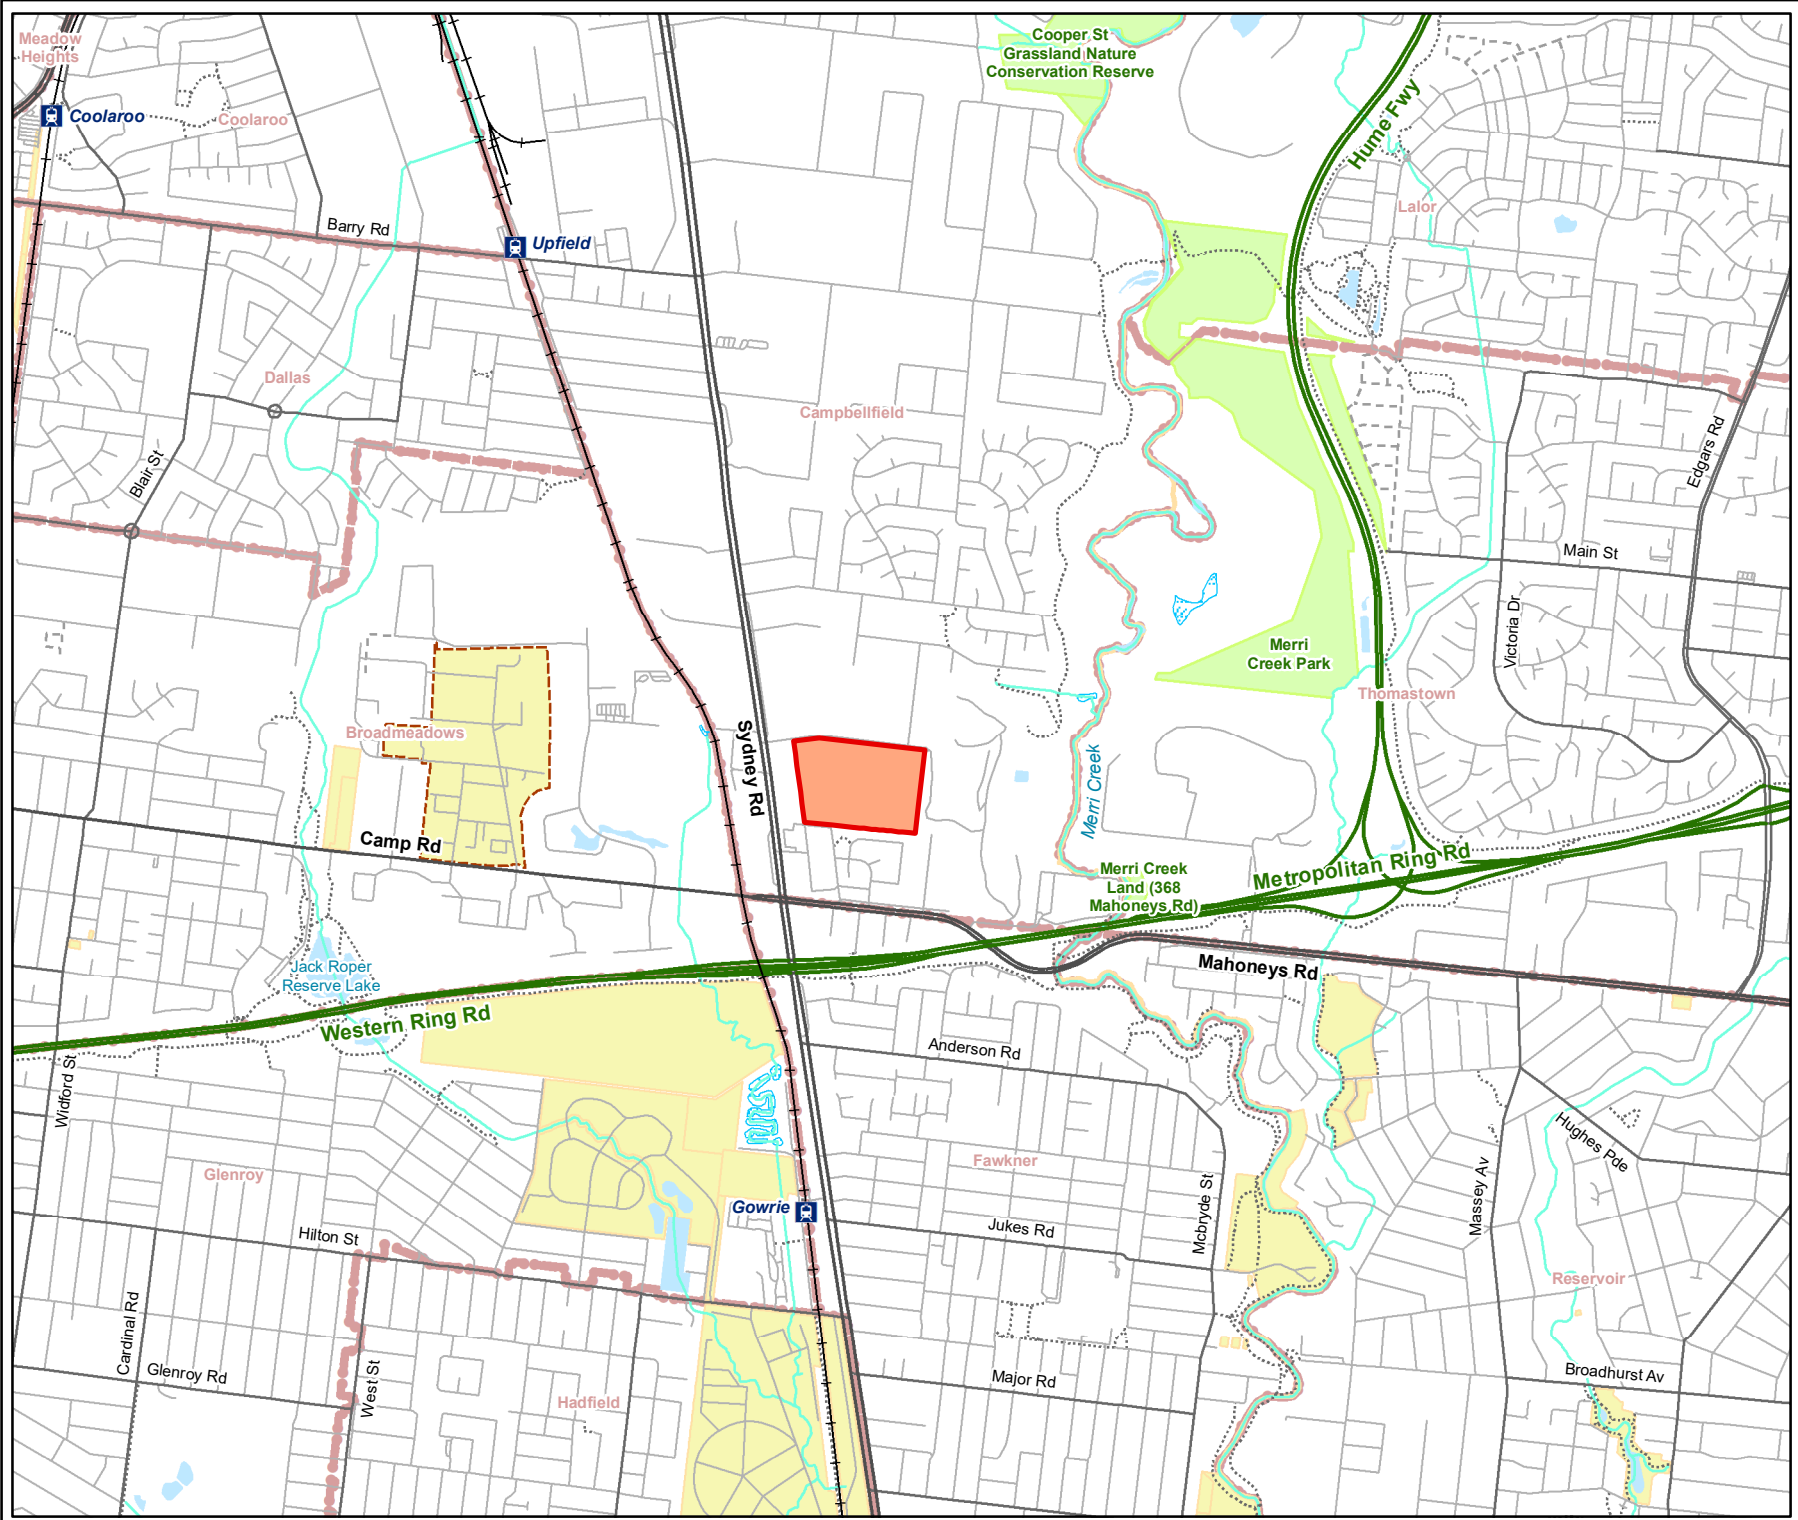 Meadow
Heights
Coolaroo
Coolaroo
Cooper St
Grassland Nature
Conservation Reserve
Hume Fwy
Lalor
Barry Rd
Upfield
Dallas
Campbellfield
Blair St
Edgars Rd
Main St
Victoria Dr
Merri
Creek Park
Thomastown
Broadmeadows
Sydney Rd
Merri Creek
Camp Rd
Metropolitan Ring Rd
Merri Creek
Land (368
Mahoneys Rd)
Mahoneys Rd
Jack Roper
Reserve Lake
Western Ring Rd
Widford St
Anderson Rd
Hughes Pde
Glenroy
Fawkner
Mcbryde St
Massey Av
Gowrie
Hilton St
Jukes Rd
Reservoir
Cardinal Rd
Glenroy Rd
West St
Hadfield
Major Rd
Broadhurst Av